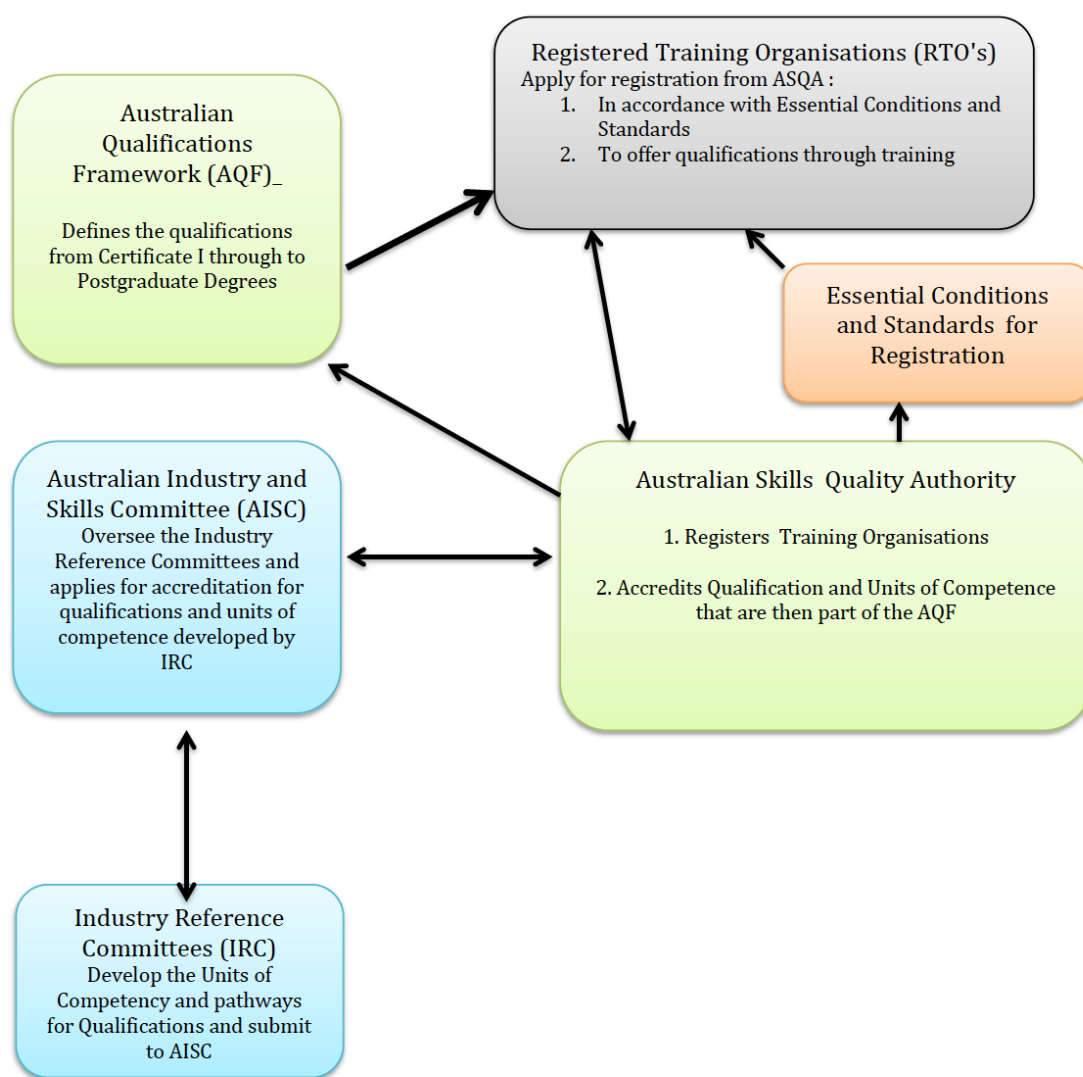 Registered Training Organisations (RTO's)
Apply for registration from ASQA :
1. In accordance with Essential Conditions and
Standards
2. To offer qualifications through training
Australian
Qualifications
Framework (AQF)_
Defines the qualifications
from Certificate I through to
Postgraduate Degrees
Essential Conditions
and Standards for
Registration
Australian Industry and
Skills Committee (AISC)
Oversee the Industry
Reference Committees and
applies for accreditation for
qualifications and units of
competence developed by
IRC
Australian Skills Quality Authority
1. Registers Training Organisations
2. Accredits Qualification and Units of Competence
that are then part of the AQF
Industry Reference
Committees (IRC)
Develop the Units of
Competency and pathways
for Qualifications and submit
to AISC